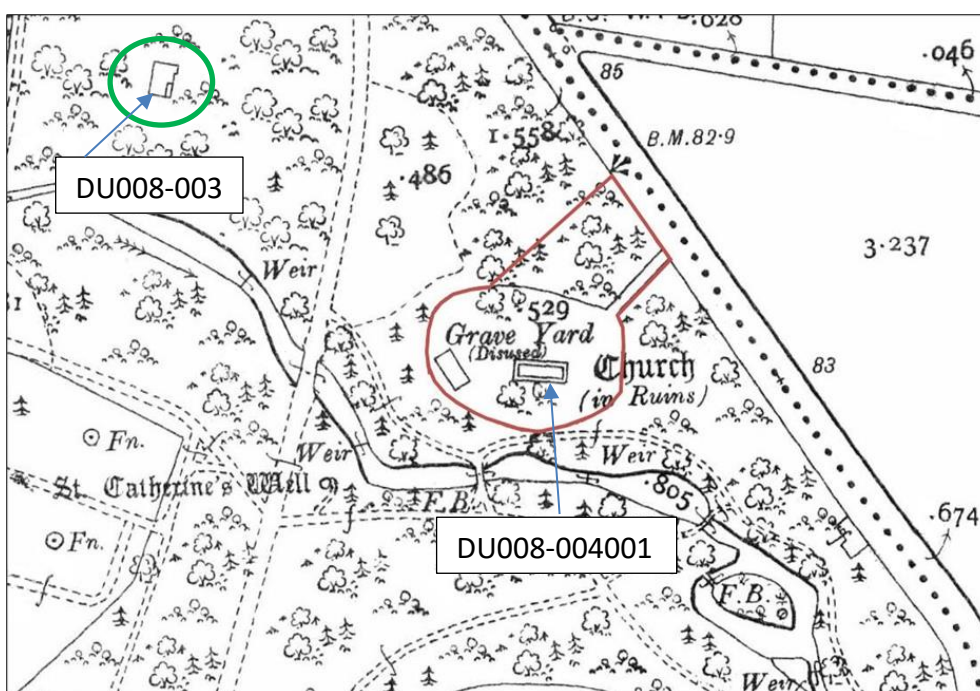 .046
85
B.M.82·9
1·558
DU008-003
·486
3·237
Weir
·529
Grave Yard
(Disused)
Church
(in Ruins)
83
Fn.
Weir
Weir
St. Catherine's Well
F.B.
·805
·674
Fn.
DU008-004001
F.B.
Weir